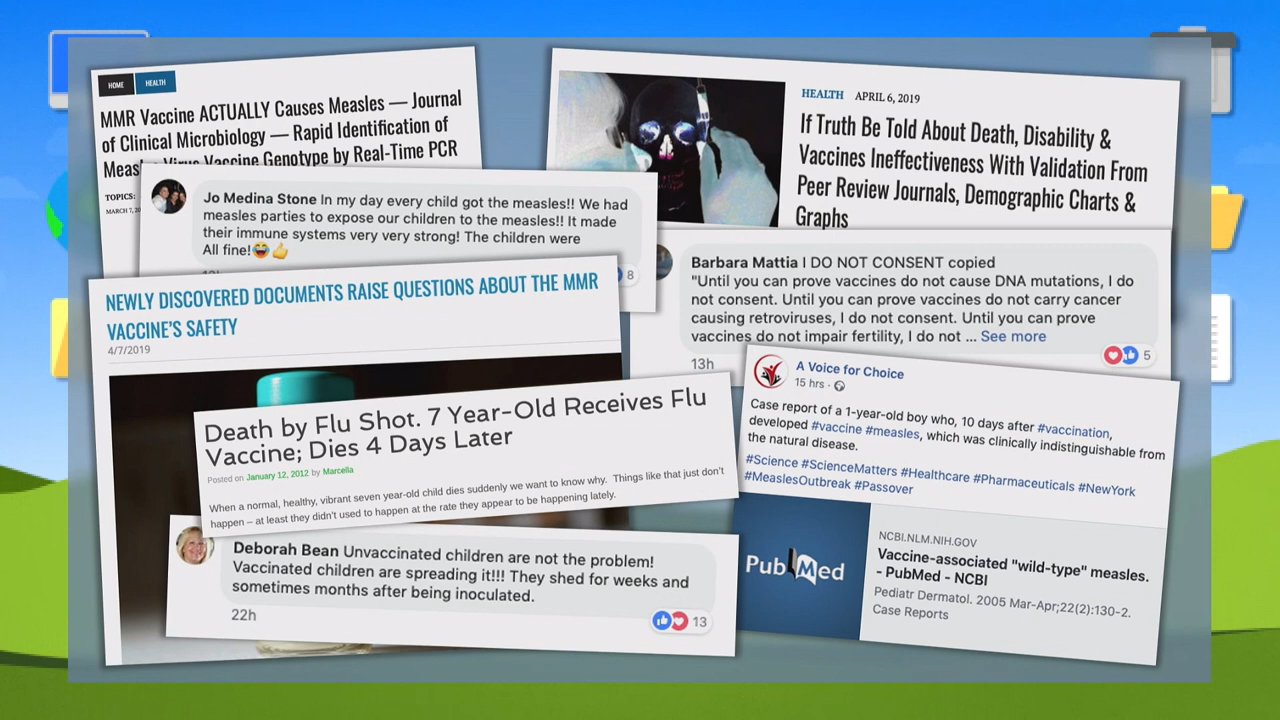 HOME HEALTH
MMR Vaccine ACTUALLY Causes Measles — Journal
of Clinical Microbiology — Rapid Identification of
Virus Vaccine Genotype by Real-Time PCR
TOPICS:
MARCH 7, 20
Jo Medina Stone In my day every child got the measles!! We had
measles parties to expose our children to the measles!! It made
their immune systems very very strong! The children were
All fine!😂👍
8
NEWLY DISCOVERED DOCUMENTS RAISE QUESTIONS ABOUT THE MMR
VACCINE'S SAFETY
4/7/2019
Death by Flu Shot. 7 Year-Old Receives Flu
Vaccine; Dies 4 Days Later
Posted on January 12, 2012 by Marcella
When a normal, healthy, vibrant seven year-old child dies suddenly we want to know why. Things like that just don't
happen – at least they didn't used to happen at the rate they appear to be happening lately.
Deborah Bean Unvaccinated children are not the problem!
Vaccinated children are spreading it!!! They shed for weeks and
sometimes months after being inoculated.
22h
13
HEALTH APRIL 6, 2019
If Truth Be Told About Death, Disability &
Vaccines Ineffectiveness With Validation From
Peer Review Journals, Demographic Charts &
Graphs
Barbara Mattia I DO NOT CONSENT copied
"Until you can prove vaccines do not cause DNA mutations, I do
not consent. Until you can prove vaccines do not carry cancer
causing retroviruses, I do not consent. Until you can prove
vaccines do not impair fertility, I do not ... See more
13h
5
A Voice for Choice
15 hrs ·
Case report of a 1-year-old boy who, 10 days after #vaccination,
developed #vaccine #measles, which was clinically indistinguishable from
the natural disease.
#Science #ScienceMatters #Healthcare #Pharmaceuticals #NewYork
#MeaslesOutbreak #Passover
PubMed
NCBI.NLM.NIH.GOV
Vaccine-associated "wild-type" measles.
- PubMed - NCBI
Pediatr Dermatol. 2005 Mar-Apr;22(2):130-2.
Case Reports